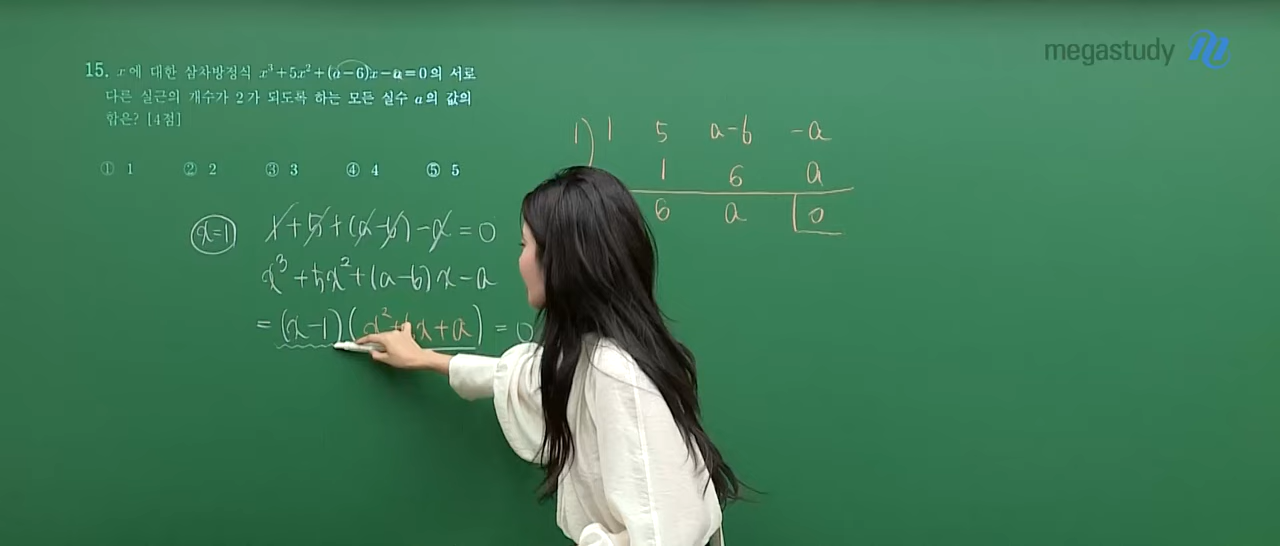 megastudy
15. x에 대한 삼차방정식 x³+5x²+(a-6)x-a=0의 서로
다른 실근의 개수가 2가 되도록 하는 모든 실수 a의 값의
합은? [4점]
① 1 ② 2 ③ 3 ④ 4 ⑤ 5
x=1 1+5+(a-6)-a=0
x³+5x²+(a-6)x-a
=(x-1)(x²+6x+a)=0
1) 1 5 a-6 -a
1 6 a
6 a 0